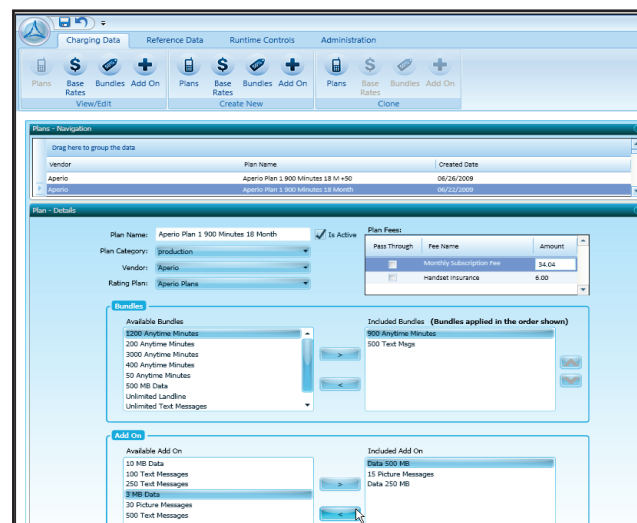 Charging Data Reference Data Runtime Controls Administration
Plans Base Rates Bundles Add On Plans Base Rates Bundles Add On Plans Base Rates Bundles Add On
View/Edit Create New Clone
Plans - Navigation
Drag here to group the data
Vendor Plan Name Created Date
Aperio Aperio Plan 1 900 Minutes 18 M +50 06/26/2009
Aperio Aperio Plan 1 900 Minutes 18 Month 06/22/2009
Plan - Details
Plan Name: Aperio Plan 1 900 Minutes 18 Month Is Active Plan Fees:
Pass Through Fee Name Amount
Plan Category: production
Monthly Subscription Fee 34.04
Vendor: Aperio
Handset Insurance 6.00
Rating Plan: Aperio Plans
Bundles
Available Bundles Included Bundles (Bundles applied in the order shown)
1200 Anytime Minutes 900 Anytime Minutes
200 Anytime Minutes 500 Text Msgs
3000 Anytime Minutes >
400 Anytime Minutes
50 Anytime Minutes
500 MB Data <
Unlimited Landline
Unlimited Text Messages
Add On
Available Add On Included Add On
10 MB Data Data 500 MB
100 Text Messages 15 Picture Messages
250 Text Messages > Data 250 MB
3 MB Data
30 Picture Messages
500 Text Messages <